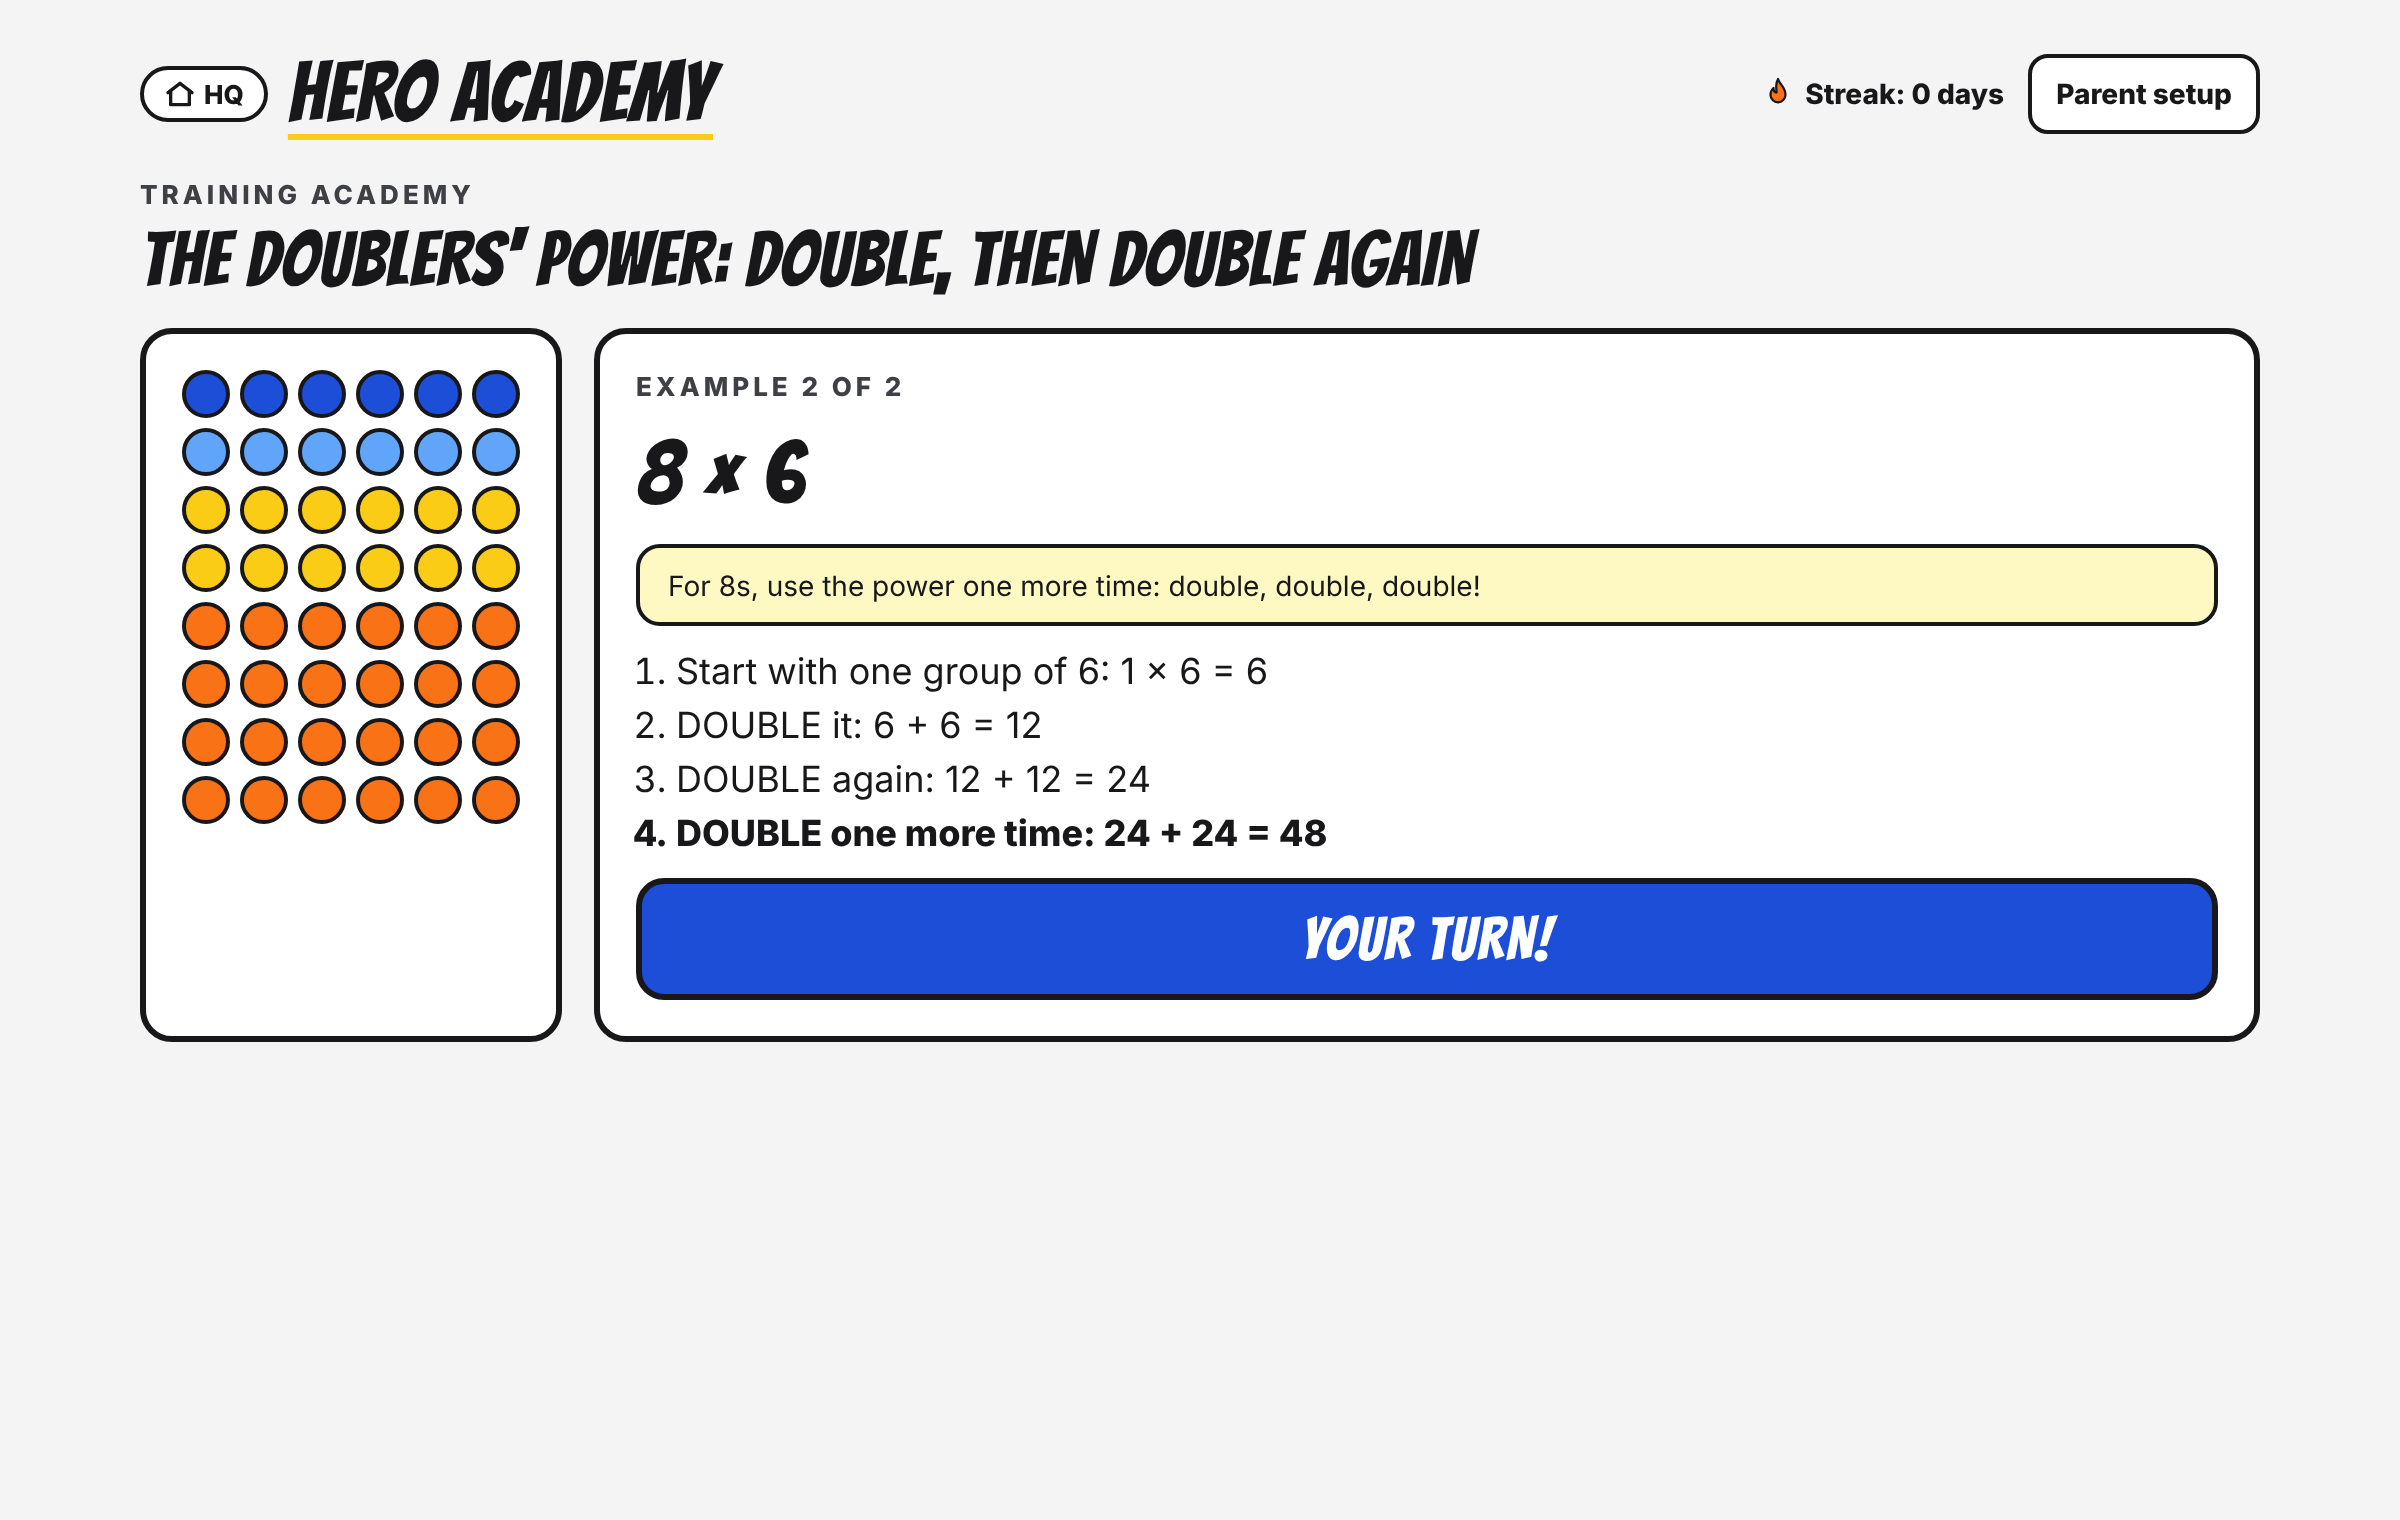 HQ
HERO ACADEMY
Streak: 0 days
Parent setup
TRAINING ACADEMY
THE DOUBLERS' POWER: DOUBLE, THEN DOUBLE AGAIN
EXAMPLE 2 OF 2
8 × 6
For 8s, use the power one more time: double, double, double!
1. Start with one group of 6: 1 × 6 = 6
2. DOUBLE it: 6 + 6 = 12
3. DOUBLE again: 12 + 12 = 24
4. DOUBLE one more time: 24 + 24 = 48
YOUR TURN!